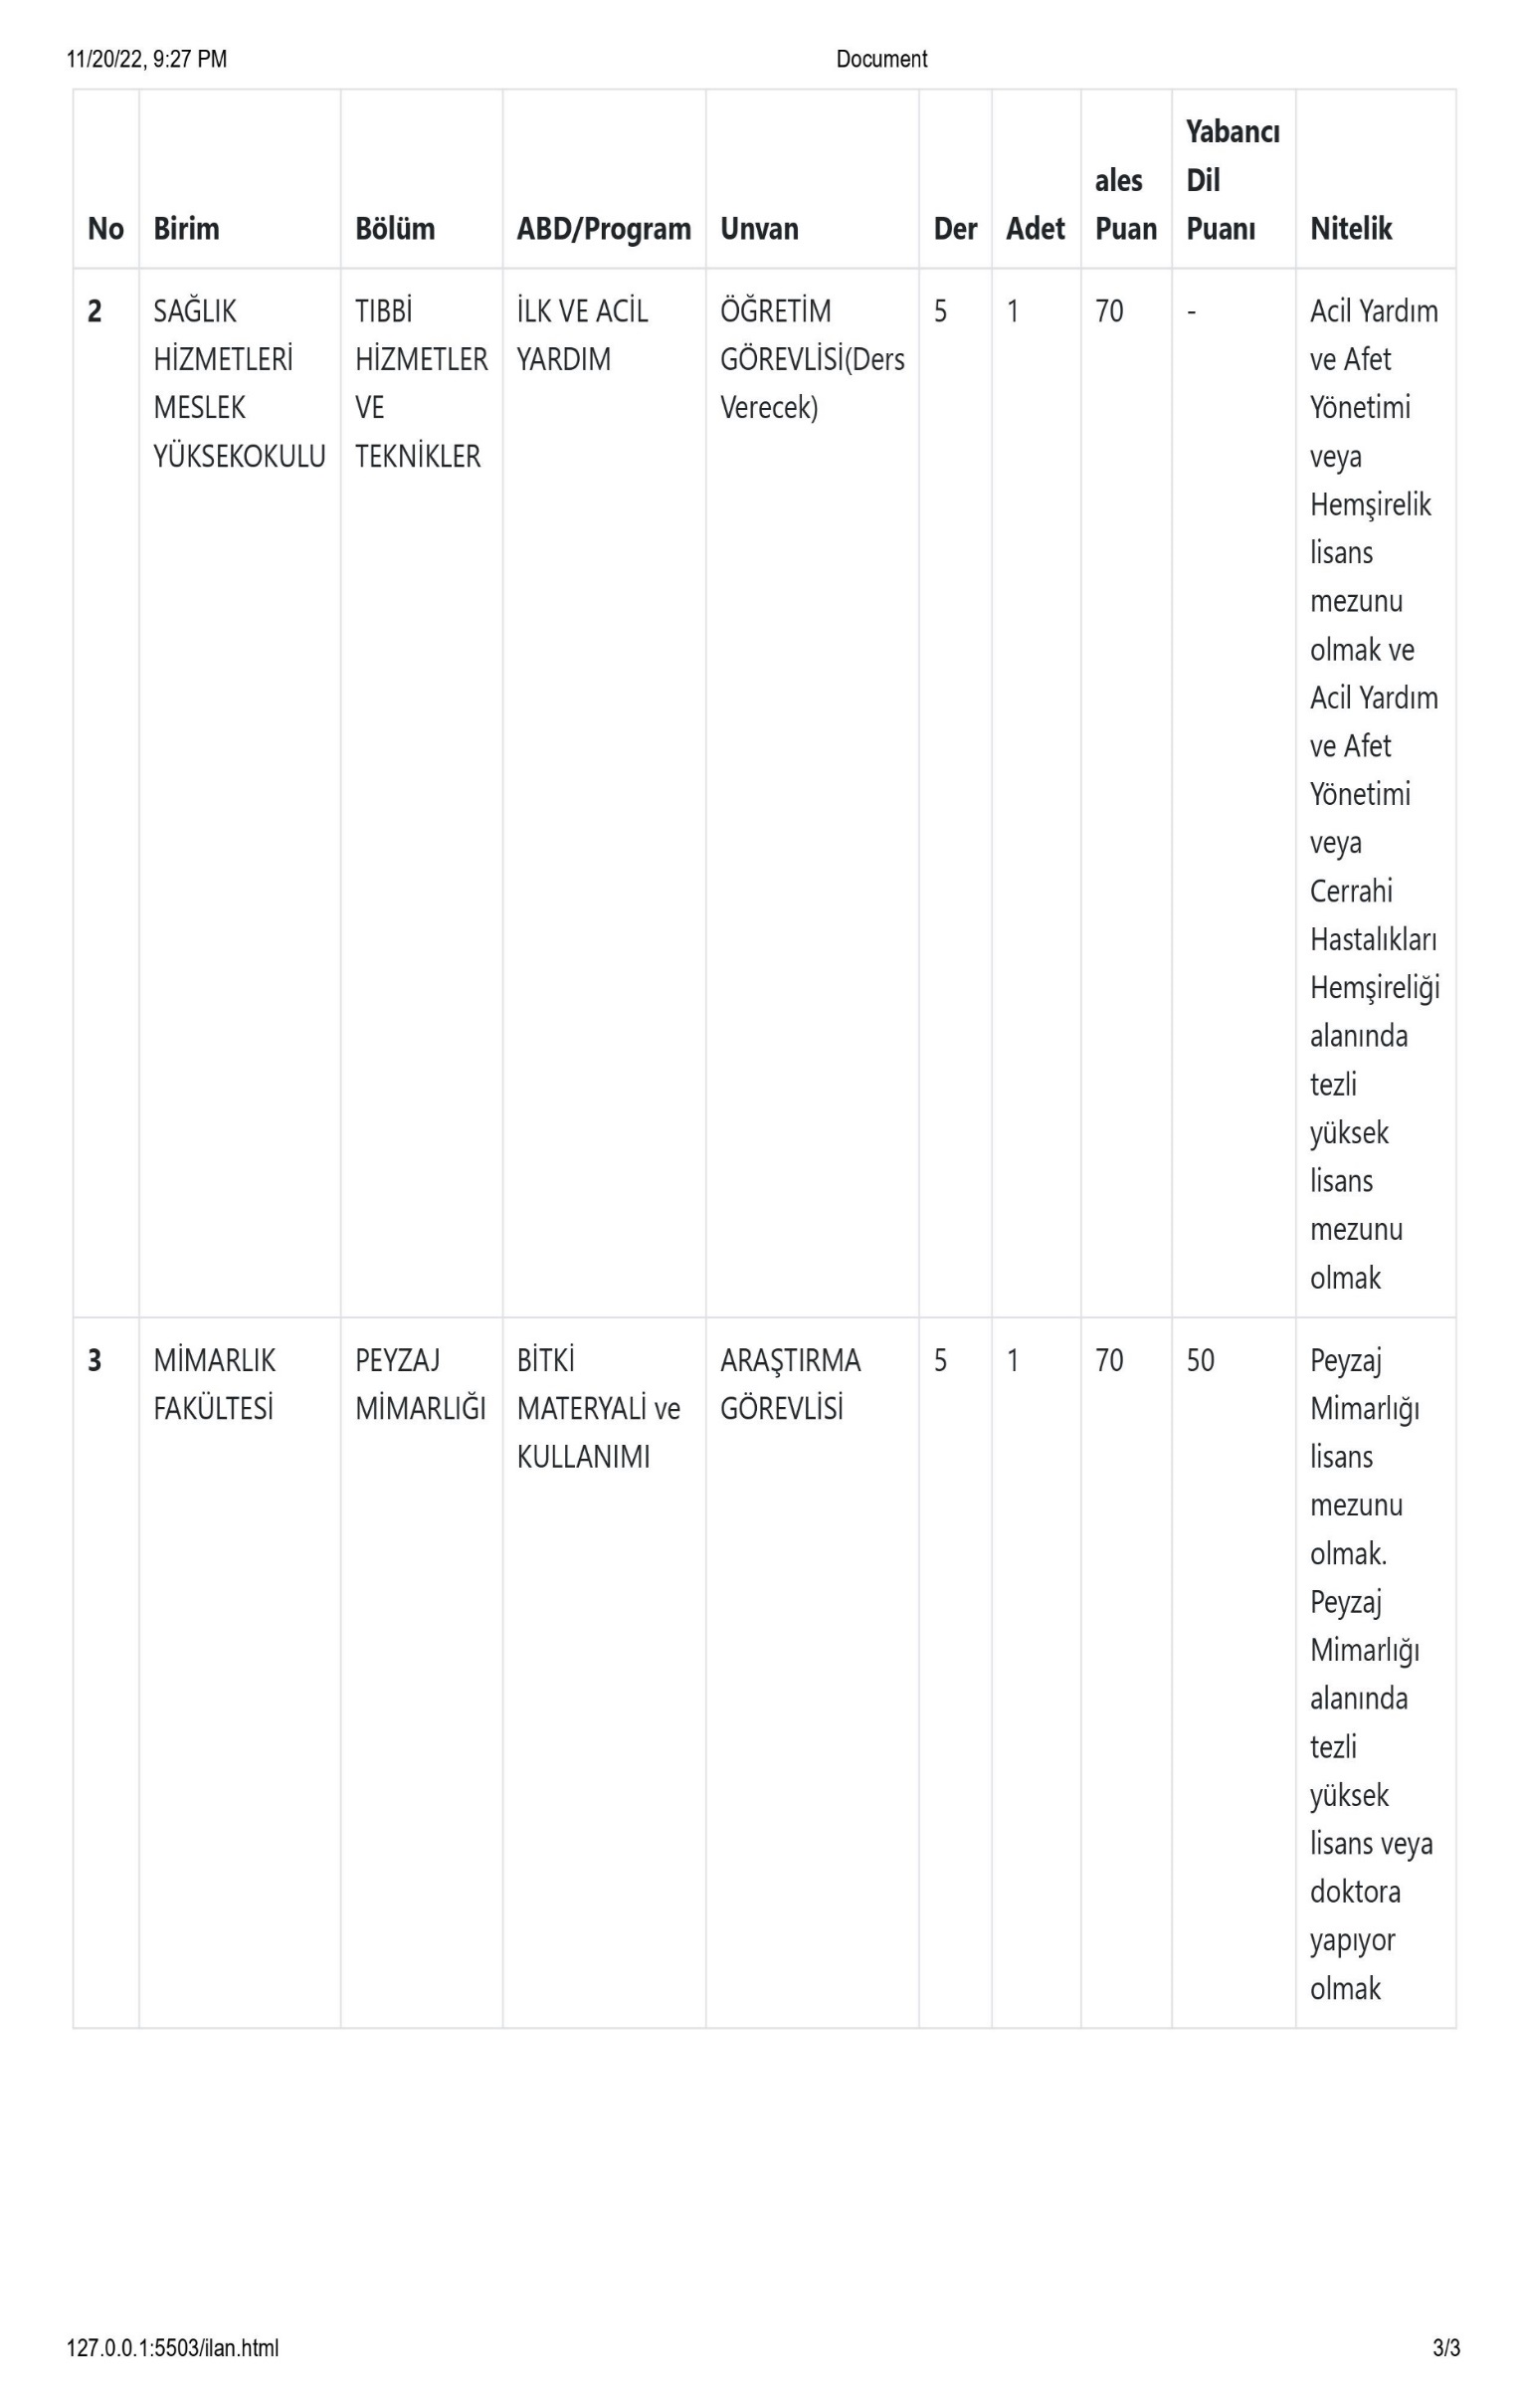 11/20/22, 9:27 PM
Document
No
Birim
Bölüm
ABD/Program
Unvan
Der
Adet
ales
Puan
Yabancı
Dil
Puanı
Nitelik
2
SAĞLIK
HİZMETLERİ
MESLEK
YÜKSEKOKULU
TIBBİ
HİZMETLER
VE
TEKNİKLER
İLK VE ACİL
YARDIM
ÖĞRETİM
GÖREVLİSİ(Ders
Verecek)
5
1
70
-
Acil Yardım
ve Afet
Yönetimi
veya
Hemşirelik
lisans
mezunu
olmak ve
Acil Yardım
ve Afet
Yönetimi
veya
Cerrahi
Hastalıkları
Hemşireliği
alanında
tezli
yüksek
lisans
mezunu
olmak
3
MİMARLIK
FAKÜLTESİ
PEYZAJ
MİMARLIĞI
BİTKİ
MATERYALİ ve
KULLANIMI
ARAŞTIRMA
GÖREVLİSİ
5
1
70
50
Peyzaj
Mimarlığı
lisans
mezunu
olmak.
Peyzaj
Mimarlığı
alanında
tezli
yüksek
lisans veya
doktora
yapıyor
olmak
127.0.0.1:5503/ilan.html
3/3